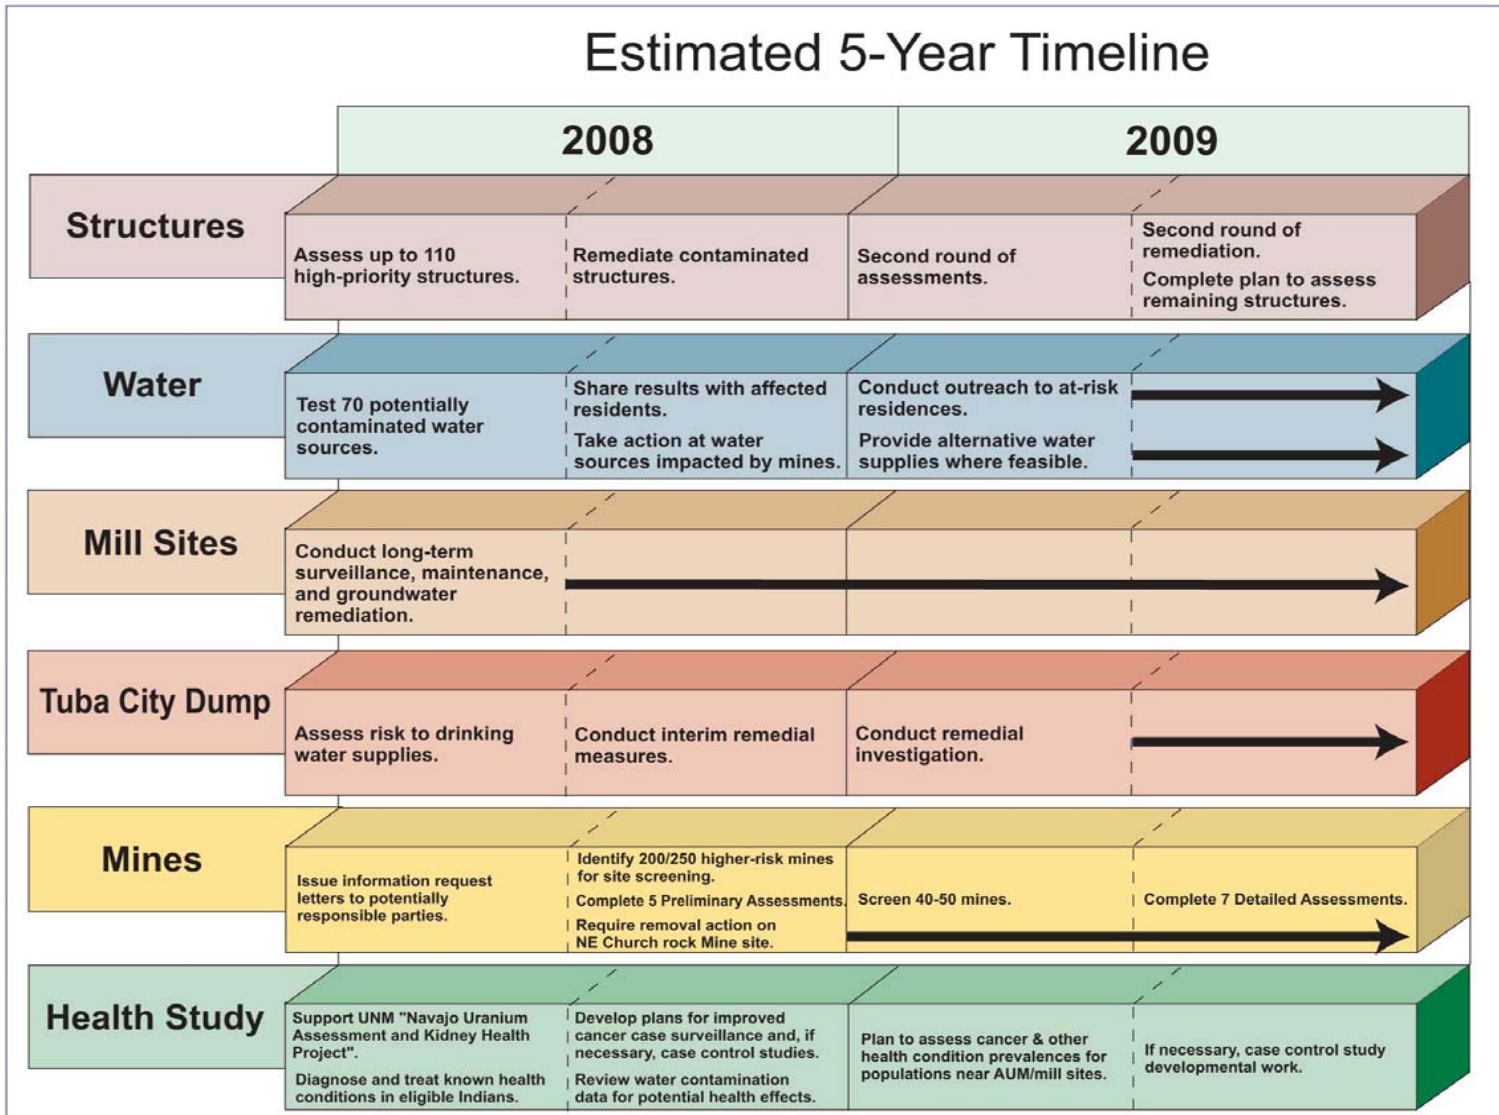 Estimated 5-Year Timeline
2008
2009
Structures
Assess up to 110
high-priority structures.
Remediate contaminated
structures.
Second round of
assessments.
Second round of
remediation.
Complete plan to assess
remaining structures.
Water
Test 70 potentially
contaminated water
sources.
Share results with affected
residents.
Take action at water
sources impacted by mines.
Conduct outreach to at-risk
residences.
Provide alternative water
supplies where feasible.
Mill Sites
Conduct long-term
surveillance, maintenance,
and groundwater
remediation.
Tuba City Dump
Assess risk to drinking
water supplies.
Conduct interim remedial
measures.
Conduct remedial
investigation.
Mines
Issue information request
letters to potentially
responsible parties.
Identify 200/250 higher-risk mines
for site screening.
Complete 5 Preliminary Assessments.
Require removal action on
NE Church rock Mine site.
Screen 40-50 mines.
Complete 7 Detailed Assessments.
Health Study
Support UNM "Navajo Uranium
Assessment and Kidney Health
Project".
Diagnose and treat known health
conditions in eligible Indians.
Develop plans for improved
cancer case surveillance and, if
necessary, case control studies.
Review water contamination
data for potential health effects.
Plan to assess cancer & other
health condition prevalences for
populations near AUM/mill sites.
If necessary, case control study
developmental work.